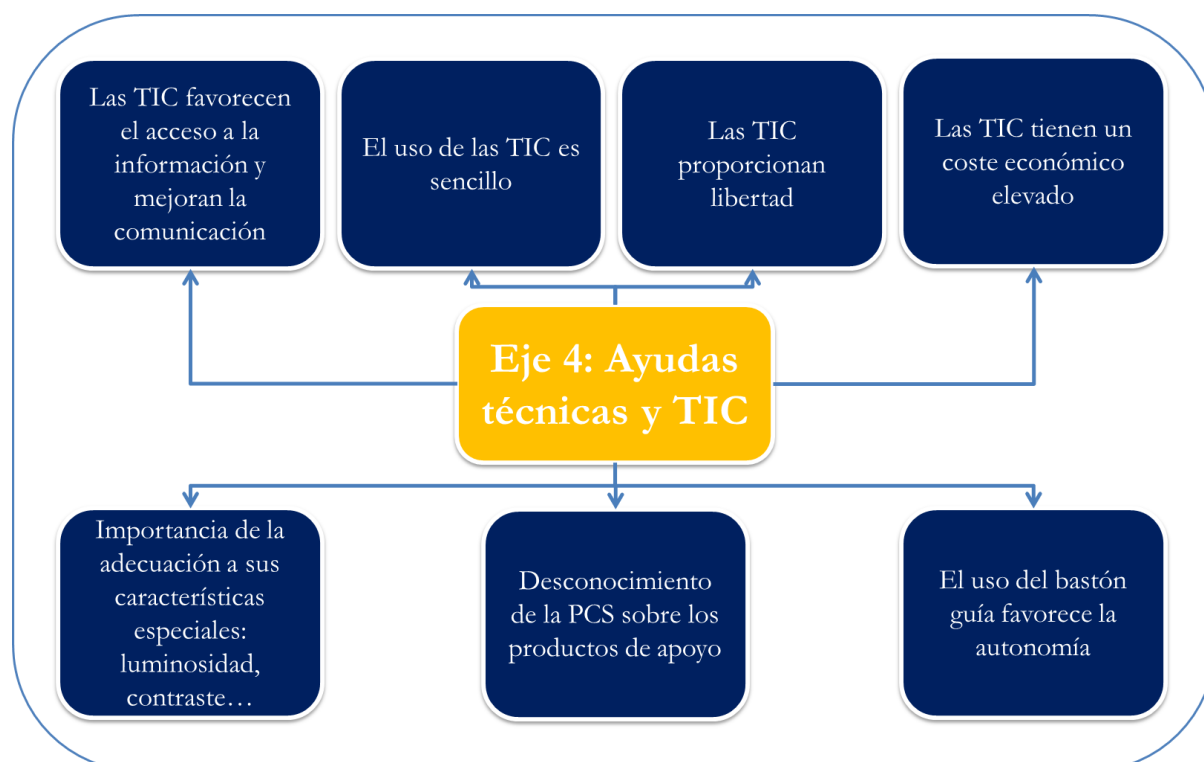 Las TIC favorecen
el acceso a la
información y
mejoran la
comunicación
El uso de las TIC es
sencillo
Las TIC
proporcionan
libertad
Las TIC tienen un
coste económico
elevado
Eje 4: Ayudas
técnicas y TIC
Importancia de la
adecuación a sus
características
especiales:
luminosidad,
contraste…
Desconocimiento
de la PCS sobre los
productos de apoyo
El uso del bastón
guía favorece la
autonomía